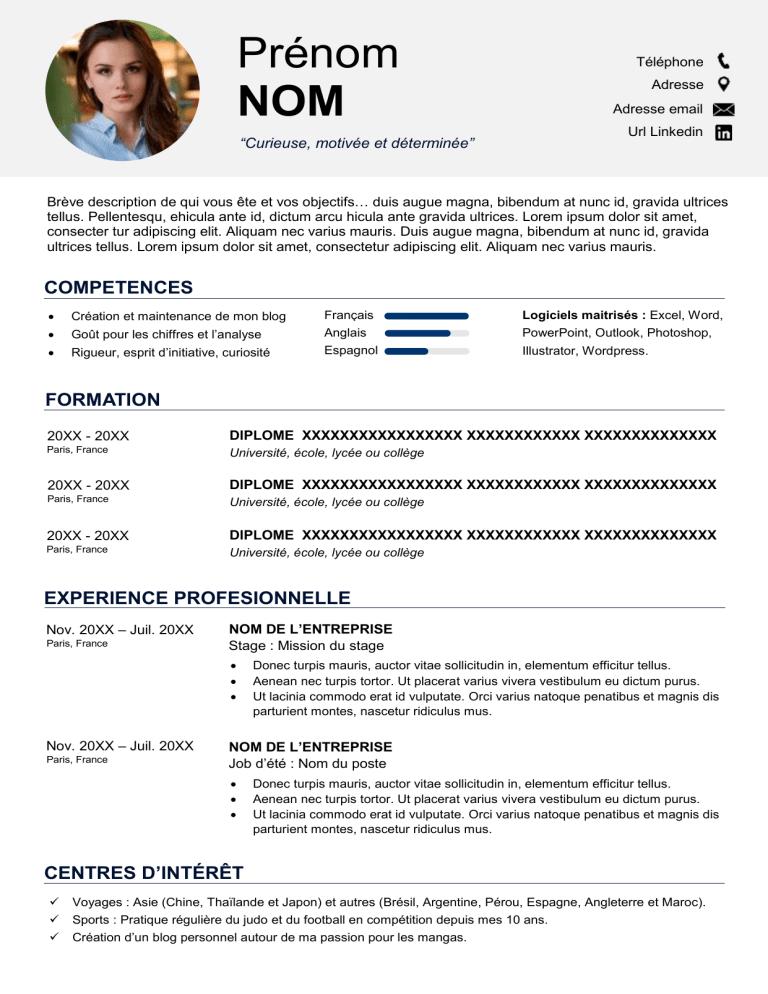 Prénom
NOM
“Curieuse, motivée et déterminée”
Téléphone
Adresse
Adresse email
Url Linkedin
Brève description de qui vous ête et vos objectifs… duis augue magna, bibendum at nunc id, gravida ultrices
tellus. Pellentesqu, ehicula ante id, dictum arcu hicula ante gravida ultrices. Lorem ipsum dolor sit amet,
consecter tur adipiscing elit. Aliquam nec varius mauris. Duis augue magna, bibendum at nunc id, gravida
ultrices tellus. Lorem ipsum dolor sit amet, consectetur adipiscing elit. Aliquam nec varius mauris.
COMPETENCES
• Création et maintenance de mon blog
• Goût pour les chiffres et l’analyse
• Rigueur, esprit d’initiative, curiosité
Français
Anglais
Espagnol
Logiciels maitrisés : Excel, Word,
PowerPoint, Outlook, Photoshop,
Illustrator, Wordpress.
FORMATION
20XX - 20XX
Paris, France
DIPLOME XXXXXXXXXXXXXXXXX XXXXXXXXXXXX XXXXXXXXXXXXXX
Université, école, lycée ou collège
20XX - 20XX
Paris, France
DIPLOME XXXXXXXXXXXXXXXXX XXXXXXXXXXXX XXXXXXXXXXXXXX
Université, école, lycée ou collège
20XX - 20XX
Paris, France
DIPLOME XXXXXXXXXXXXXXXXX XXXXXXXXXXXX XXXXXXXXXXXXXX
Université, école, lycée ou collège
EXPERIENCE PROFESIONNELLE
Nov. 20XX – Juil. 20XX
Paris, France
NOM DE L’ENTREPRISE
Stage : Mission du stage
• Donec turpis mauris, auctor vitae sollicitudin in, elementum efficitur tellus.
• Aenean nec turpis tortor. Ut placerat varius vivera vestibulum eu dictum purus.
• Ut lacinia commodo erat id vulputate. Orci varius natoque penatibus et magnis dis
parturient montes, nascetur ridiculus mus.
Nov. 20XX – Juil. 20XX
Paris, France
NOM DE L’ENTREPRISE
Job d’été : Nom du poste
• Donec turpis mauris, auctor vitae sollicitudin in, elementum efficitur tellus.
• Aenean nec turpis tortor. Ut placerat varius vivera vestibulum eu dictum purus.
• Ut lacinia commodo erat id vulputate. Orci varius natoque penatibus et magnis dis
parturient montes, nascetur ridiculus mus.
CENTRES D’INTÉRÊT
✓ Voyages : Asie (Chine, Thaïlande et Japon) et autres (Brésil, Argentine, Pérou, Espagne, Angleterre et Maroc).
✓ Sports : Pratique régulière du judo et du football en compétition depuis mes 10 ans.
✓ Création d’un blog personnel autour de ma passion pour les mangas.